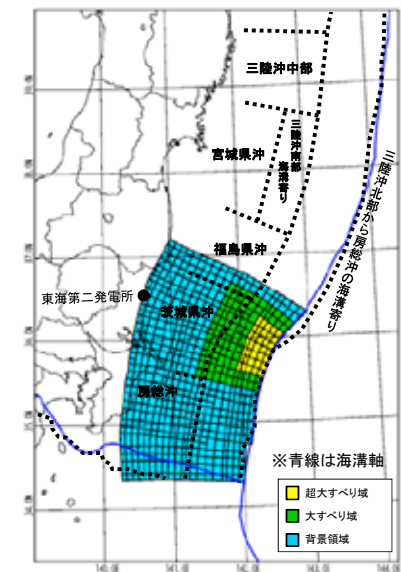 三陸沖中部
宮城県沖
三陸沖南部
海溝寄り
三陸沖北部から房総沖の海溝寄り
福島県沖
東海第二発電所
茨城県沖
房総沖
※青線は海溝軸
超大すべり域
大すべり域
背景領域